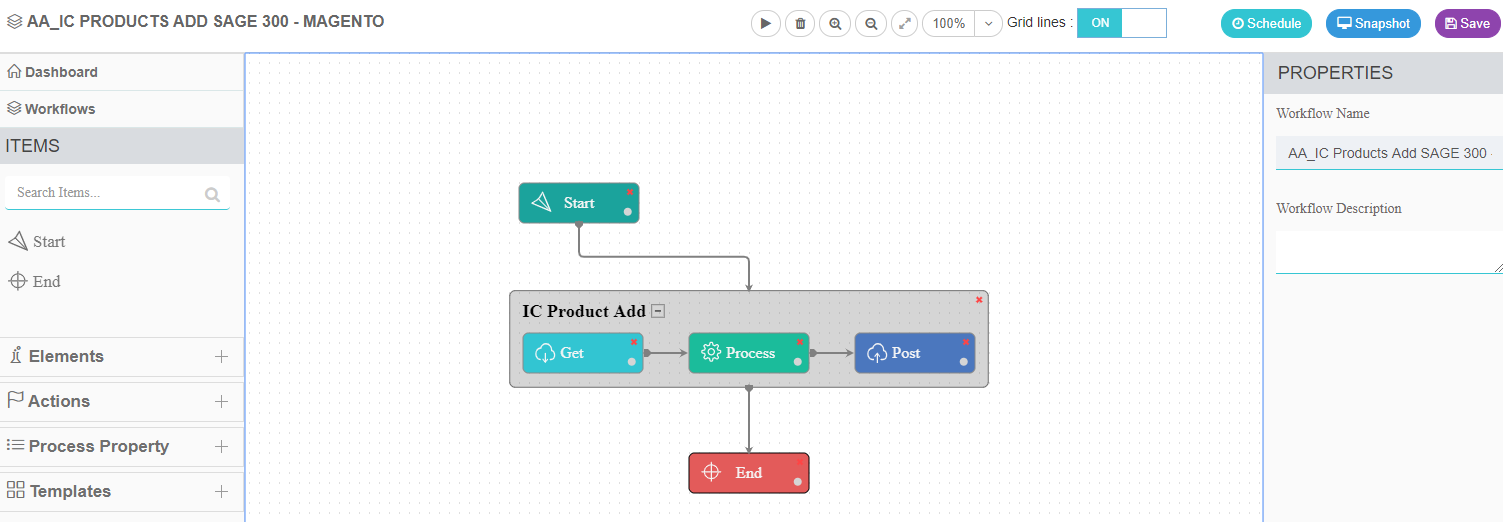 AA_IC PRODUCTS ADD SAGE 300 - MAGENTO
100%
Grid lines :
ON
Schedule
Snapshot
Save
Dashboard
Workflows
ITEMS
Search Items...
Start
End
Elements
Actions
Process Property
Templates
Start
IC Product Add
Get
Process
Post
End
PROPERTIES
Workflow Name
AA_IC Products Add SAGE 300 -
Workflow Description